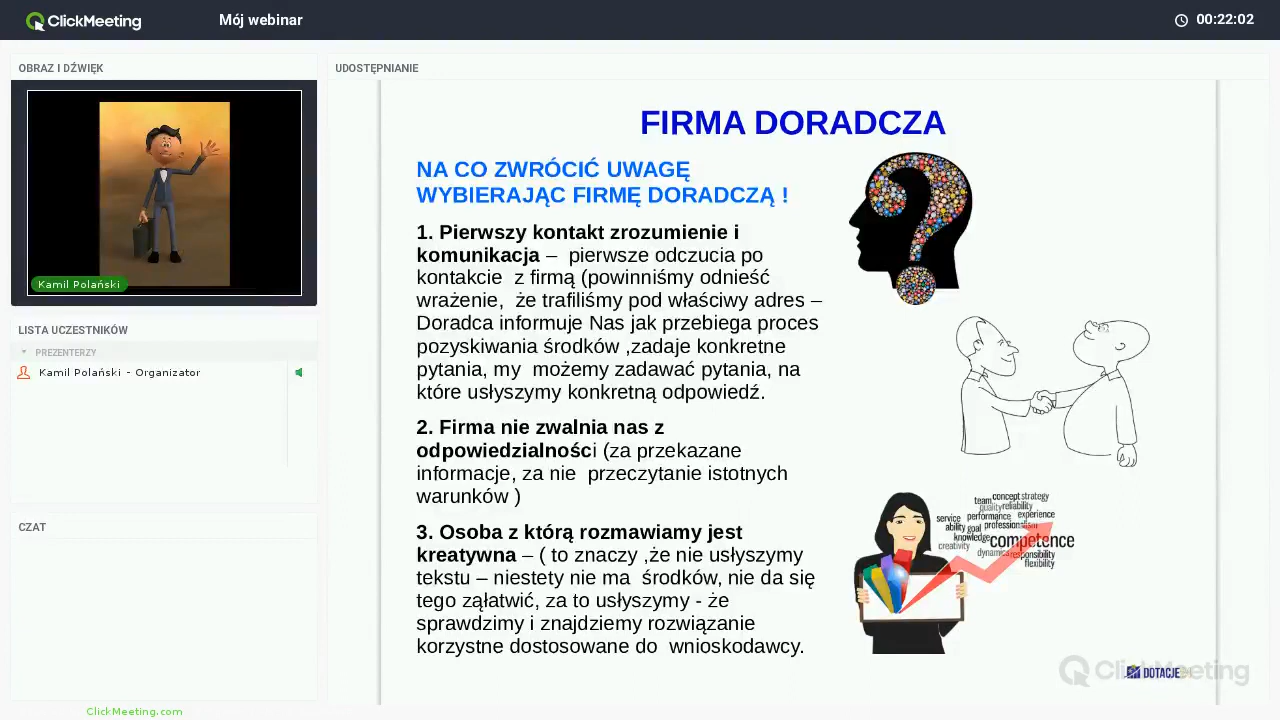 ClickMeeting
Mój webinar
00:22:02
OBRAZ I DŹWIĘK
Kamil Polański
LISTA UCZESTNIKÓW
PREZENTERZY
Kamil Polański - Organizator
CZAT
ClickMeeting.com
UDOSTĘPNIANIE
FIRMA DORADCZA
NA CO ZWRÓCIĆ UWAGĘ
WYBIERAJĄC FIRMĘ DORADCZĄ !
1. Pierwszy kontakt zrozumienie i
komunikacja – pierwsze odczucia po
kontakcie z firmą (powinniśmy odnieść
wrażenie, że trafiliśmy pod właściwy adres –
Doradca informuje Nas jak przebiega proces
pozyskiwania środków ,zadaje konkretne
pytania, my możemy zadawać pytania, na
które usłyszymy konkretną odpowiedź.
2. Firma nie zwalnia nas z
odpowiedzialności (za przekazane
informacje, za nie przeczytanie istotnych
warunków )
3. Osoba z którą rozmawiamy jest
kreatywna – ( to znaczy ,że nie usłyszymy
tekstu – niestety nie ma środków, nie da się
tego ząłatwić, za to usłyszymy - że
sprawdzimy i znajdziemy rozwiązanie
korzystne dostosowane do wnioskodawcy.
team concept strategy
quality reliability
service performance experience
ability goal professionalism
knowledge competence
creativity dynamics responsibility
flexibility
ClickMeeting
DOTACJE